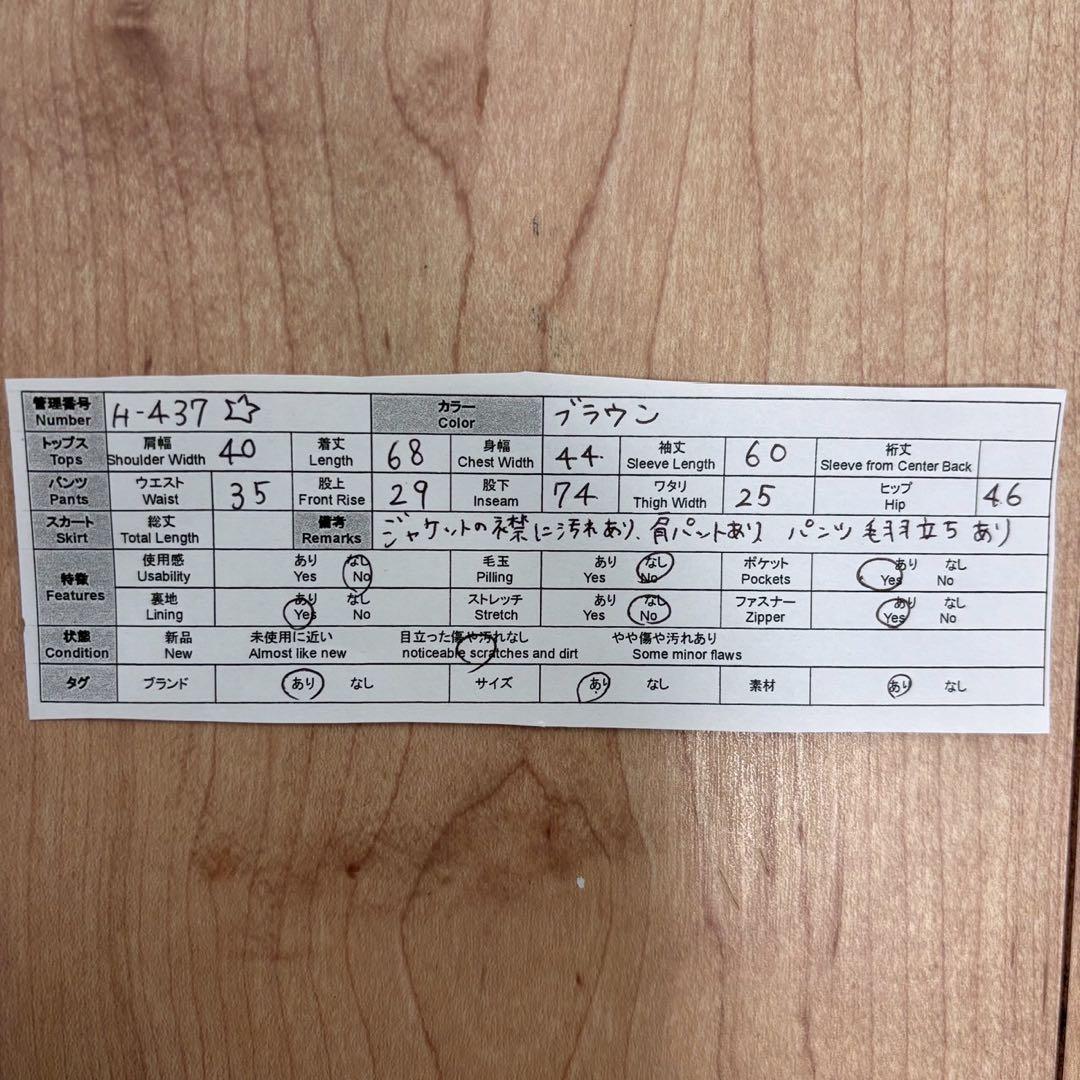 管理番号 Number H-437 ☆ カラー Color ブラウン
トップス Tops 肩幅 Shoulder Width 40 着丈 Length 68 身幅 Chest Width 44 袖丈 Sleeve Length 60 裄丈 Sleeve from Center Back
パンツ Pants ウエスト Waist 35 股上 Front Rise 29 股下 Inseam 74 ワタリ Thigh Width 25 ヒップ Hip 46
スカート Skirt 総丈 Total Length 備考 Remarks ジャケットの襟に汚れあり、肩パットあり、パンツ毛羽立ちあり
特徴 Features 使用感 Usability あり Yes なし No 毛玉 Pilling あり Yes なし No ポケット Pockets あり Yes なし No
裏地 Lining あり Yes なし No ストレッチ Stretch あり Yes なし No ファスナー Zipper あり Yes なし No
状態 Condition 新品 New 未使用に近い Almost like new 目立った傷や汚れなし noticeable scratches and dirt やや傷や汚れあり Some minor flaws
タグ ブランド あり なし サイズ あり なし 素材 あり なし